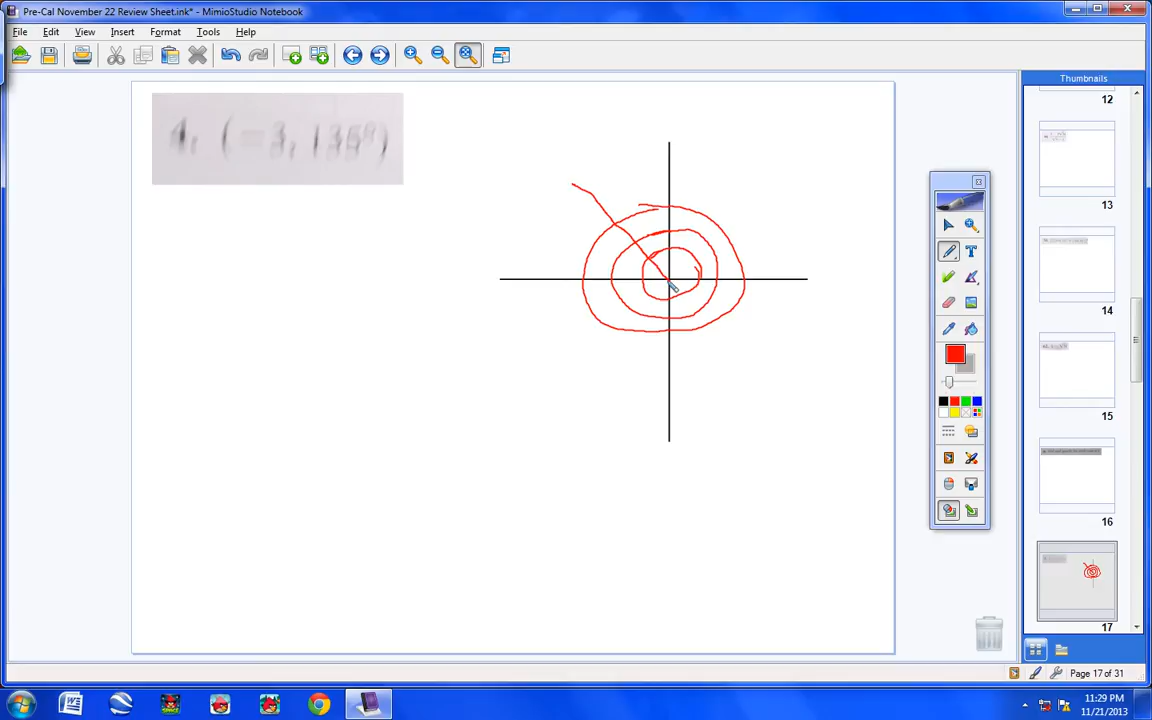 Pre-Cal November 22 Review Sheet.ink* - MimioStudio Notebook
File Edit View Insert Format Tools Help
Thumbnails
4. (-3, 135°)
12
13
14
15
16
17
T
Page 17 of 31
11:29 PM
11/21/2013